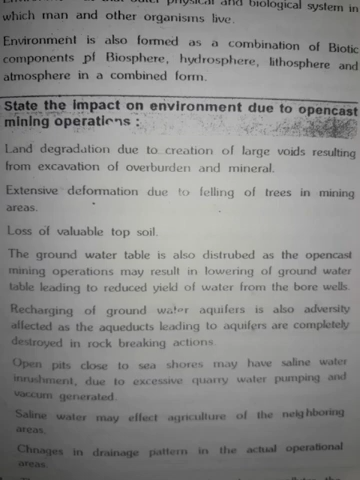 physical and biological system in
which man and other organisms live.
Environment is also formed as a combination of Biotic
components of Biosphere, hydrosphere, lithosphere and
atmosphere in a combined form.
State the impact on environment due to opencast
mining operations :
Land degradation due to creation of large voids resulting
from excavation of overburden and mineral.
Extensive deformation due to felling of trees in mining
areas.
Loss of valuable top soil.
The ground water table is also distrubed as the opencast
mining operations may result in lowering of ground water
table leading to reduced yield of water from the bore wells.
Recharging of ground water aquifers is also adversity
affected as the aqueducts leading to aquifers are completely
destroyed in rock breaking actions.
Open pits close to sea shores may have saline water
inrushment, due to excessive quarry water pumping and
vaccum generated.
Saline water may effect agriculture of the neighboring
areas.
Chnages in drainage pattern in the actual operational
areas.